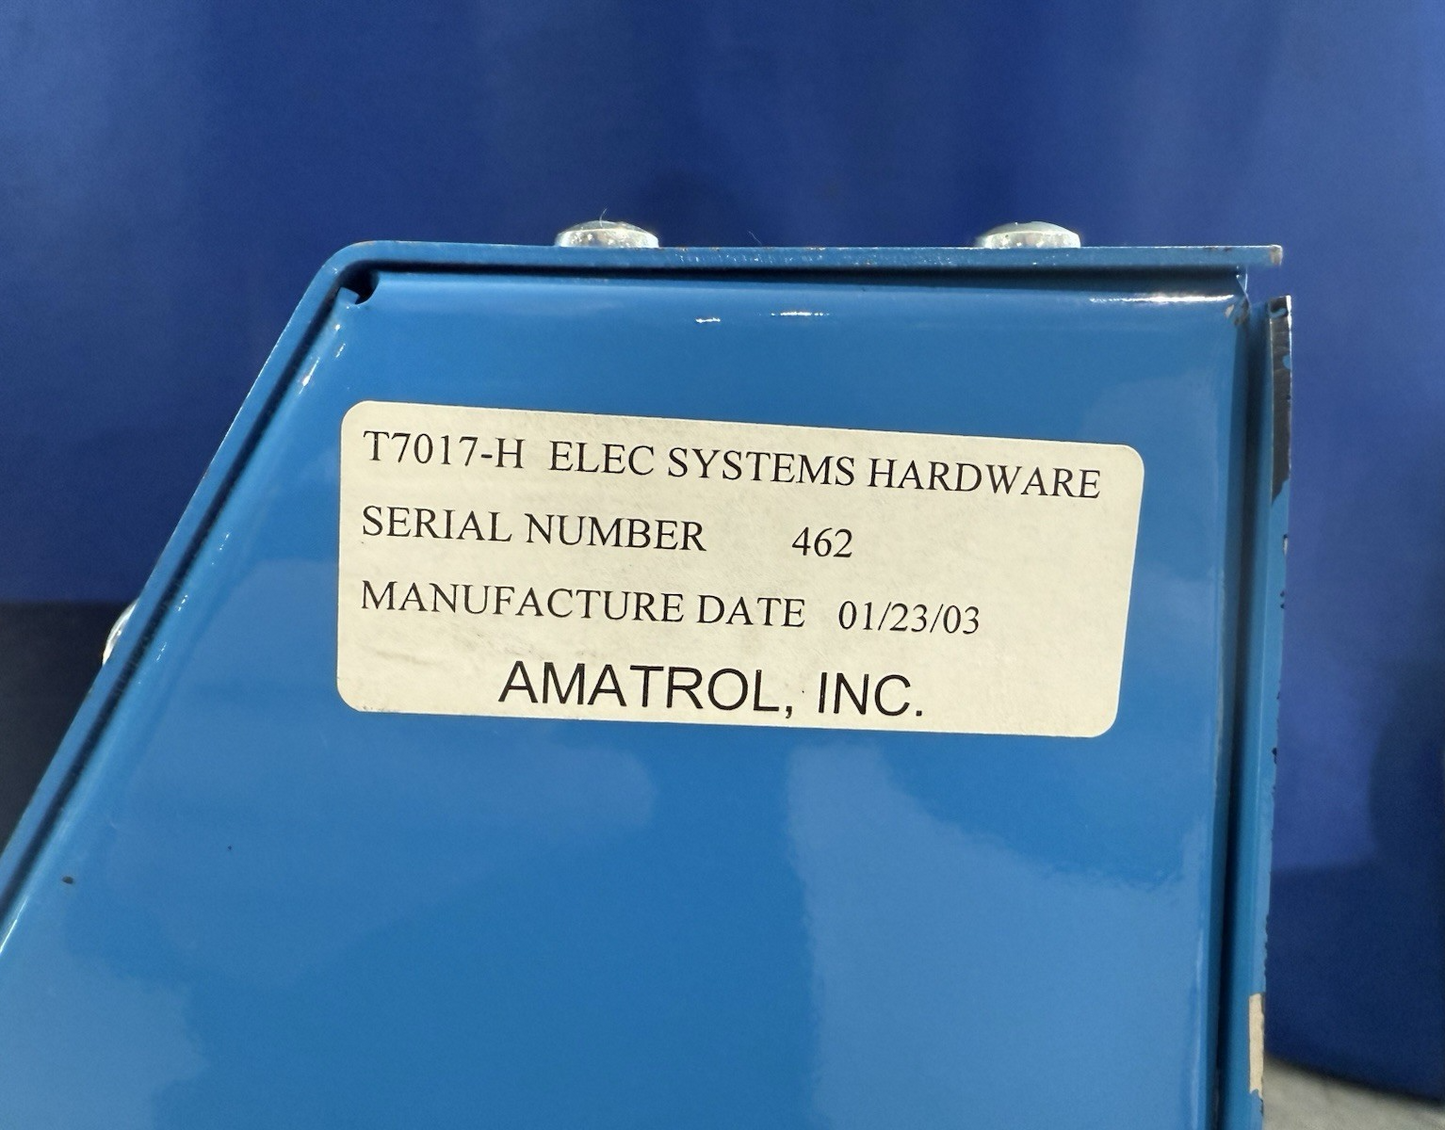 T7017-H ELEC SYSTEMS HARDWARE
SERIAL NUMBER 462
MANUFACTURE DATE 01/23/03
AMATROL, INC.